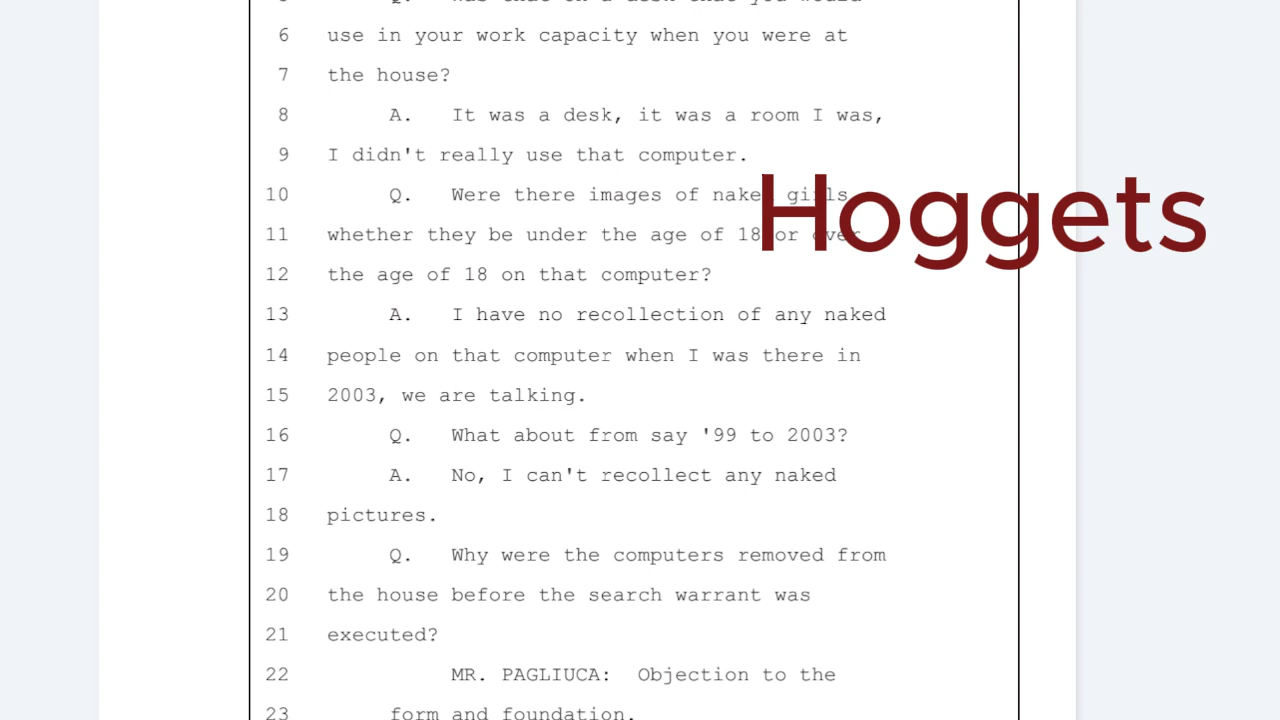 6 use in your work capacity when you were at
7 the house?
8 A. It was a desk, it was a room I was,
9 I didn't really use that computer.
10 Q. Were there images of naked girls
Hoggets
11 whether they be under the age of 18 or over
12 the age of 18 on that computer?
13 A. I have no recollection of any naked
14 people on that computer when I was there in
15 2003, we are talking.
16 Q. What about from say '99 to 2003?
17 A. No, I can't recollect any naked
18 pictures.
19 Q. Why were the computers removed from
20 the house before the search warrant was
21 executed?
22 MR. PAGLIUCA: Objection to the
23 form and foundation.